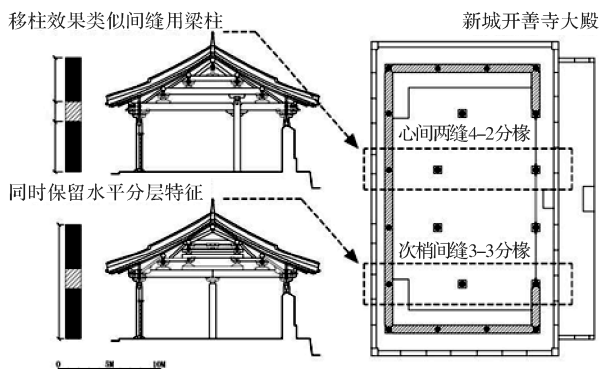 移柱效果类似间缝用梁柱
新城开善寺大殿
心间两缝4-2分椽
同时保留水平分层特征
次梢间缝3-3分椽
0 5M 10M